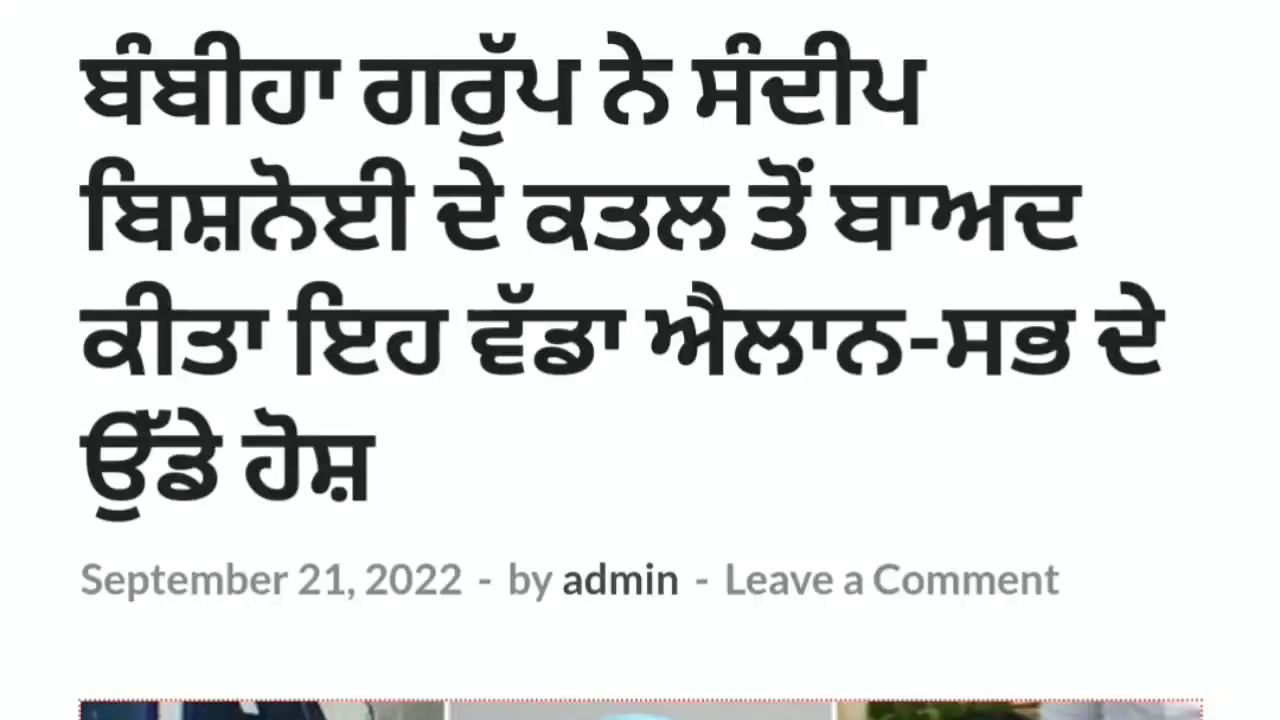 ਬੰਬੀਹਾ ਗਰੁੱਪ ਨੇ ਸੰਦੀਪ
ਬਿਸ਼ਨੋਈ ਦੇ ਕਤਲ ਤੋਂ ਬਾਅਦ
ਕੀਤਾ ਇਹ ਵੱਡਾ ਐਲਾਨ-ਸਭ ਦੇ
ਉੱਡੇ ਹੋਸ਼
September 21, 2022 - by admin - Leave a Comment